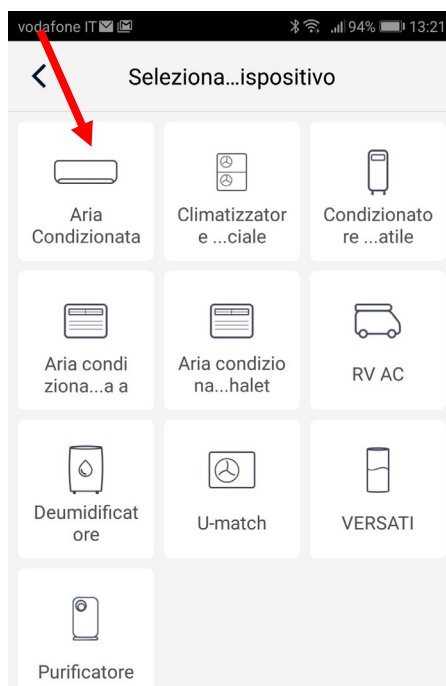 vodafone IT 94% 13:21
Seleziona...ispositivo
Aria
Condizionata
Climatizzator
e ...ciale
Condizionato
re ...atile
Aria condi
ziona...a a
Aria condizio
na...halet
RV AC
Deumidificat
ore
U-match
VERSATI
Purificatore